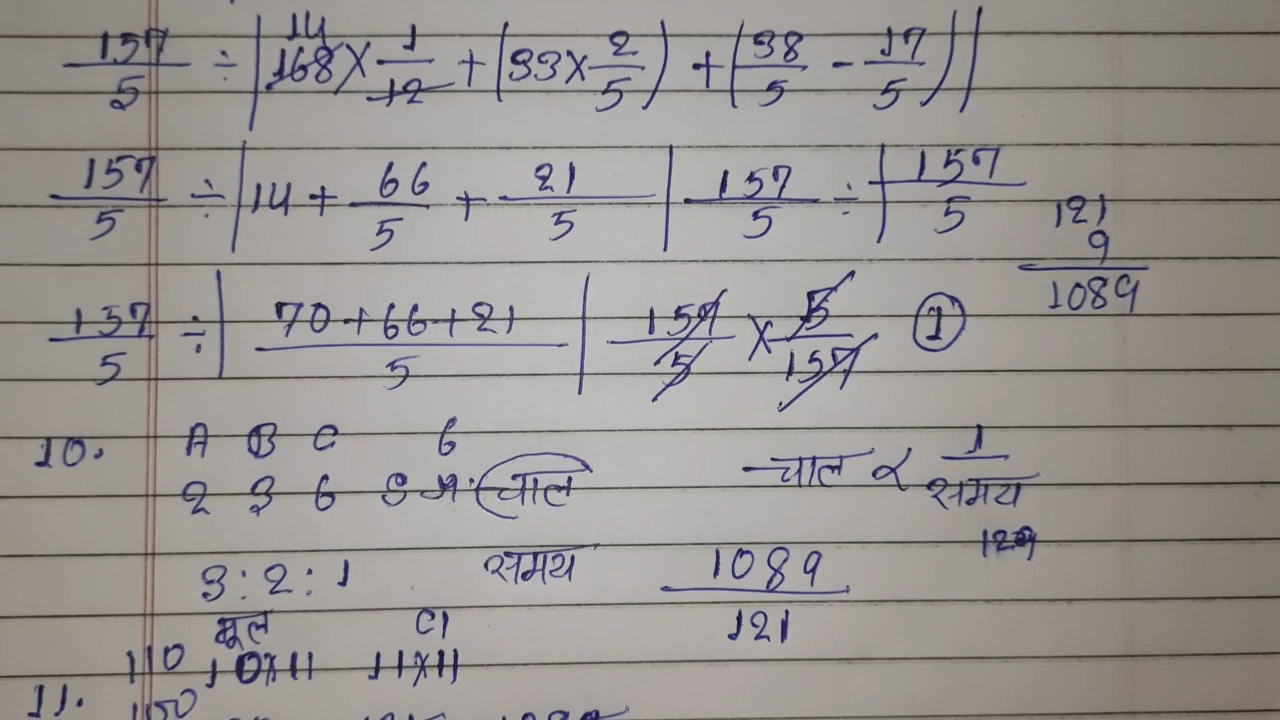 157/5 ÷ |168 × 1/12 + (33 × 2/5) + (38/5 - 17/5)|
14
157/5 ÷ |14 + 66/5 + 21/5| 157/5 ÷ | 157/5
121
9
1089
157/5 ÷ | 70+66+21 / 5 | 157/5 × 5/157 ①
10. A B C 6
2 3 6 चाल चाल ∝ 1/समय
3 : 2 : 1 समय 1089/121
मूल CI
110 10×11 11×11
11. 1150